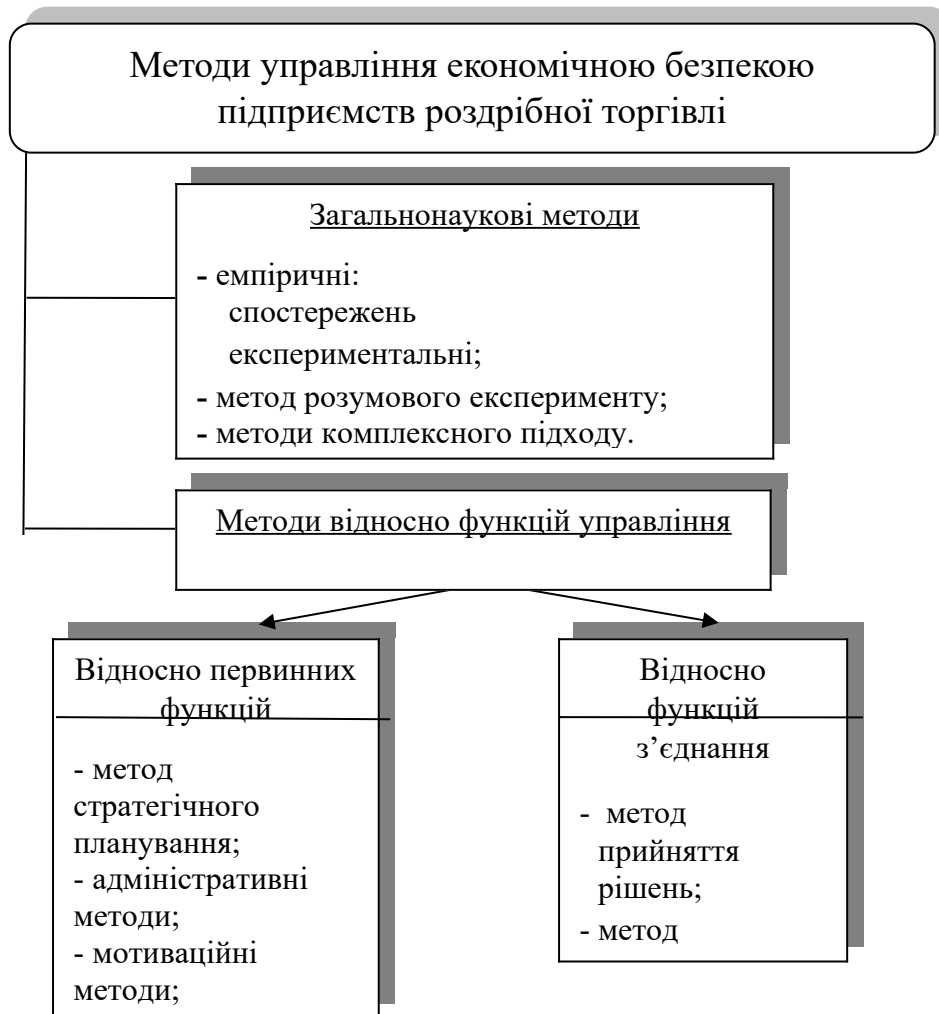 Методи управління економічною безпекою
підприємств роздрібної торгівлі
Загальнонаукові методи
- емпіричні:
спостережень
експериментальні;
- метод розумового експерименту;
- методи комплексного підходу.
Методи відносно функцій управління
Відносно первинних
функцій
- метод
стратегічного
планування;
- адміністративні
методи;
- мотиваційні
методи;
Відносно
функцій
з’єднання
- метод
прийняття
рішень;
- метод